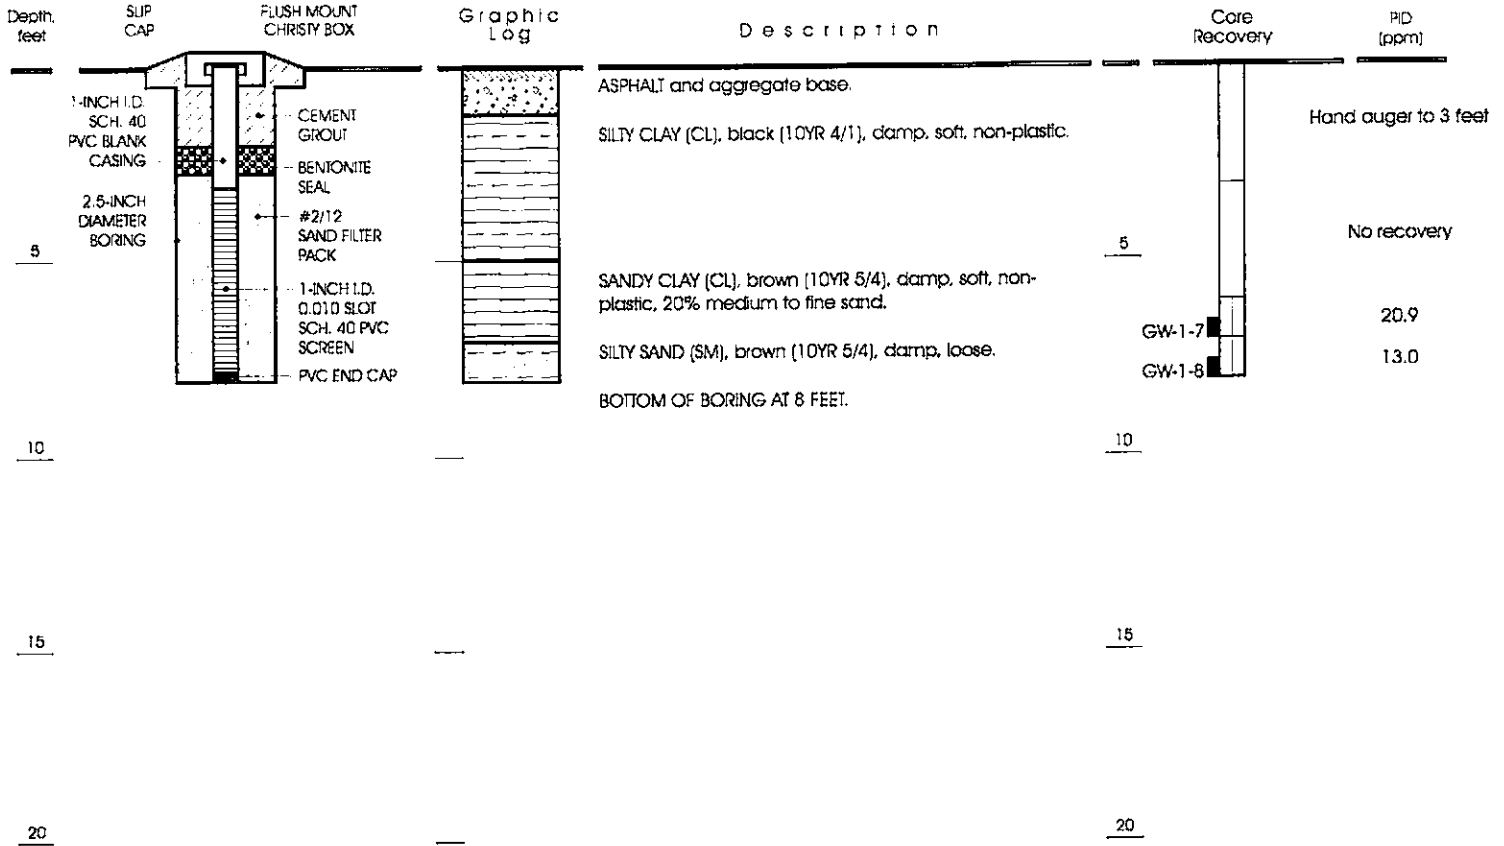 Depth, feet
SLIP CAP
FLUSH MOUNT CHRISTY BOX
Graphic Log
Description
Core Recovery
PID (ppm)
1-INCH I.D.
SCH. 40
PVC BLANK
CASING
2.5-INCH
DIAMETER
BORING
CEMENT
GROUT
BENTONITE
SEAL
#2/12
SAND FILTER
PACK
1-INCH I.D.
0.010 SLOT
SCH. 40 PVC
SCREEN
PVC END CAP
ASPHALT and aggregate base.
SILTY CLAY (CL), black (10YR 4/1), damp, soft, non-plastic.
SANDY CLAY (CL), brown (10YR 5/4), damp, soft, non-
plastic, 20% medium to fine sand.
SILTY SAND (SM), brown (10YR 5/4), damp, loose.
BOTTOM OF BORING AT 8 FEET.
Hand auger to 3 feet
No recovery
GW-1-7
20.9
GW-1-8
13.0
5
10
15
20
5
10
15
20